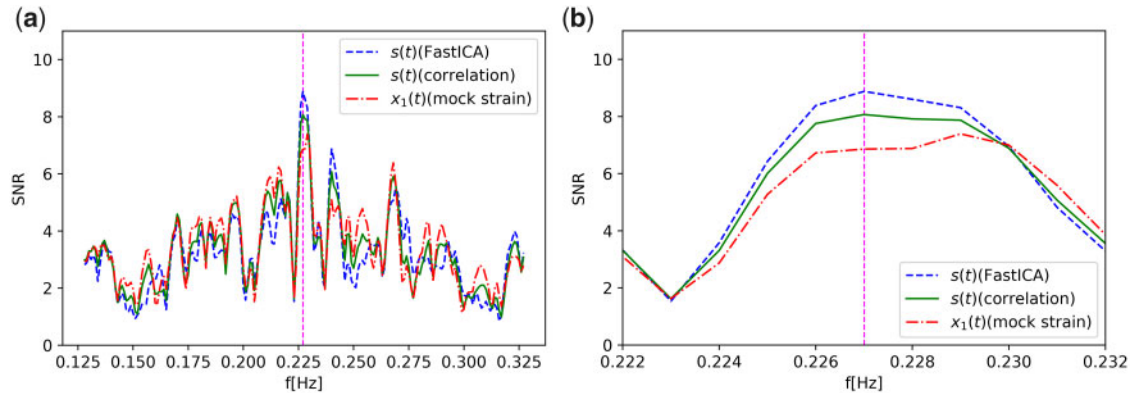 (a)
10
8
6
4
2
0
SNR
s(t)(FastICA)
s(t)(correlation)
x₁(t)(mock strain)
0.125 0.150 0.175 0.200 0.225 0.250 0.275 0.300 0.325
f[Hz]
(b)
10
8
6
4
2
0
SNR
s(t)(FastICA)
s(t)(correlation)
x₁(t)(mock strain)
0.222 0.224 0.226 0.228 0.230 0.232
f[Hz]